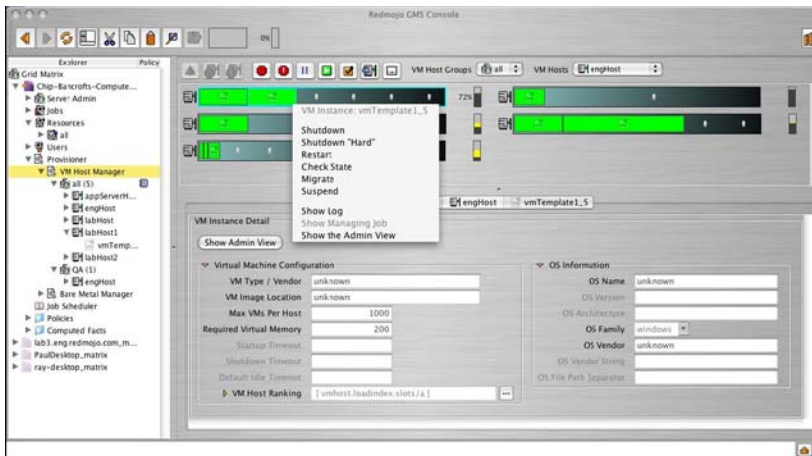 Redmojo GMS Console
0%
Explorer Policy
Grid Matrix
Chip-Bancrofts-Compute...
Server Admin
Jobs
Resources
all
Users
Provisioner
VM Host Manager
all (5)
appServerH...
engHost
labHost
labHost1
vmTemp...
labHost2
QA (1)
engHost
Bare Metal Manager
Job Scheduler
Policies
Computed Facts
lab3.eng.redmojo.com_m...
PaulDesktop_matrix
ray-desktop_matrix
VM Host Groups all VM Hosts engHost
72%
VM Instance: vmTemplate1_5
Shutdown
Shutdown "Hard"
Restart
Check State
Migrate
Suspend
Show Log
Show Managing Job
Show the Admin View
engHost vmTemplate1_5
VM Instance Detail
Show Admin View
Virtual Machine Configuration
VM Type / Vendor unknown
VM Image Location unknown
Max VMs Per Host 1000
Required Virtual Memory 200
Startup Timeout
Shutdown Timeout
Default Idle Timeout
VM Host Ranking [ vmhost.loadindex.slots/a ] ...
OS Information
OS Name unknown
OS Version
OS Architecture
OS Family windows
OS Vendor unknown
OS Vendor String
OS File Path Separator